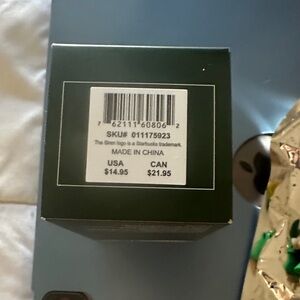 7 62111 60806 2
SKU# 011175923
The Siren logo is a Starbucks trademark.
MADE IN CHINA
USA CAN
$14.95 $21.95